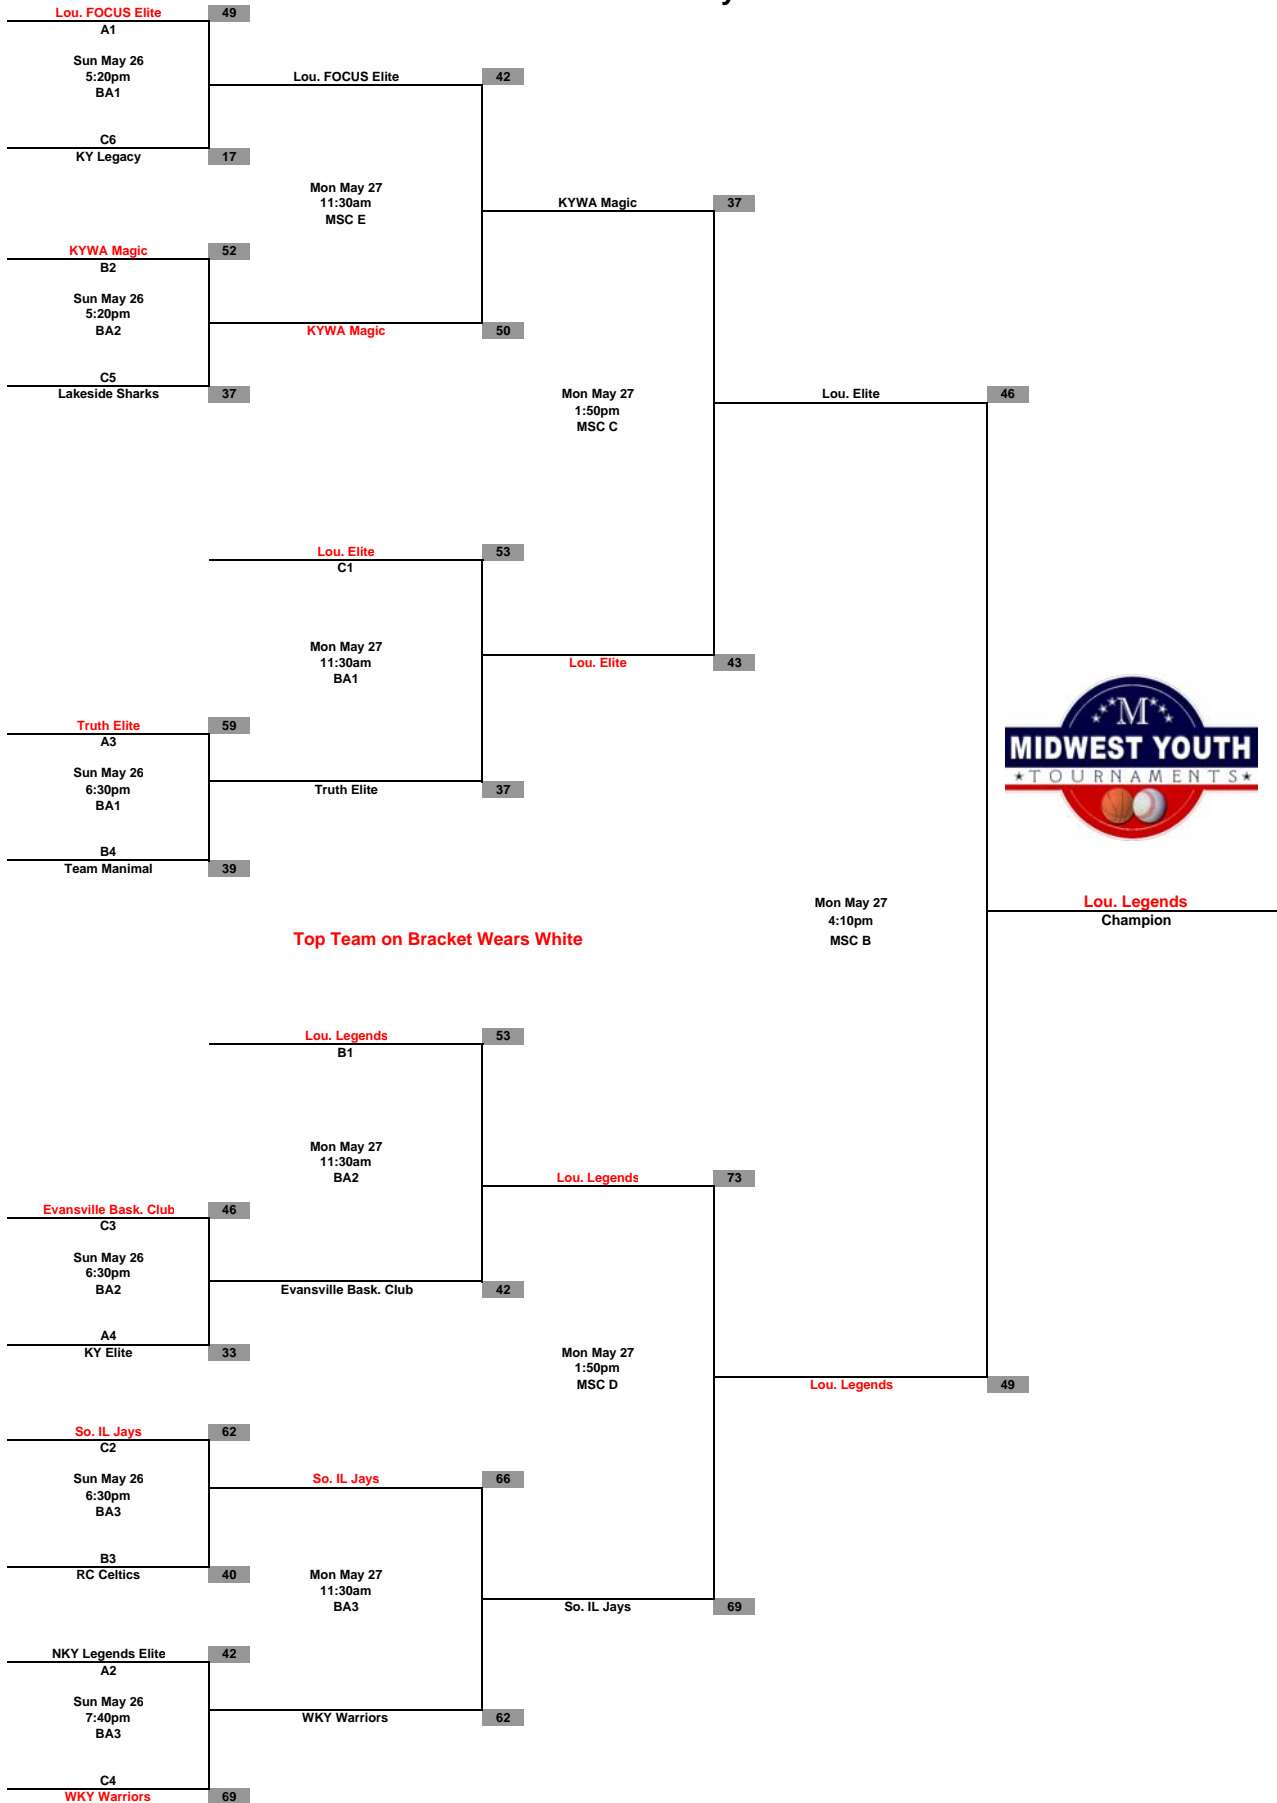 Lou. FOCUS Elite 49
A1
Sun May 26
5:20pm
BA1
C6
KY Legacy 17
Lou. FOCUS Elite 42
Mon May 27
11:30am
MSC E
KYWA Magic 52
B2
Sun May 26
5:20pm
BA2
C5
Lakeside Sharks 37
KYWA Magic 50
KYWA Magic 37
Mon May 27
1:50pm
MSC C
Lou. Elite 53
C1
Mon May 27
11:30am
BA1
Truth Elite 59
A3
Sun May 26
6:30pm
BA1
B4
Team Manimal 39
Truth Elite 37
Lou. Elite 43
Lou. Elite 46
M
MIDWEST YOUTH
TOURNAMENTS
Mon May 27
4:10pm
MSC B
Lou. Legends
Champion
Top Team on Bracket Wears White
Lou. Legends 53
B1
Mon May 27
11:30am
BA2
Evansville Bask. Club 46
C3
Sun May 26
6:30pm
BA2
A4
KY Elite 33
Evansville Bask. Club 42
Lou. Legends 73
Mon May 27
1:50pm
MSC D
Lou. Legends 49
So. IL Jays 62
C2
Sun May 26
6:30pm
BA3
B3
RC Celtics 40
So. IL Jays 66
Mon May 27
11:30am
BA3
So. IL Jays 69
NKY Legends Elite 42
A2
Sun May 26
7:40pm
BA3
C4
WKY Warriors 69
WKY Warriors 62